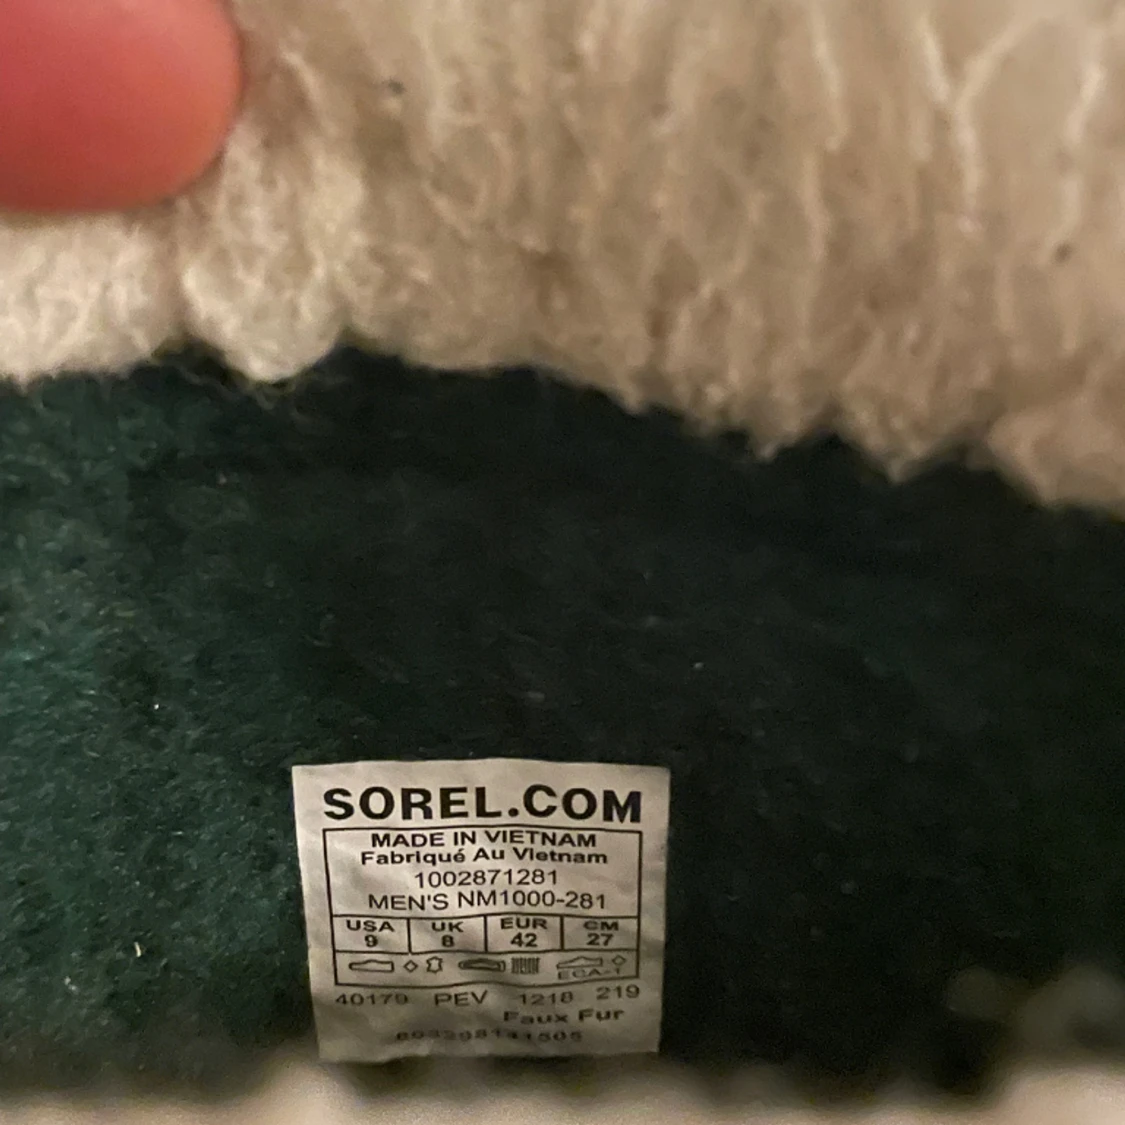 SOREL.COM
MADE IN VIETNAM
Fabriqué Au Vietnam
1002871281
MEN'S NM1000-281
USA UK EUR CM
9 8 42 27
ECA-T
40179 PEV 1218 219
Faux Fur